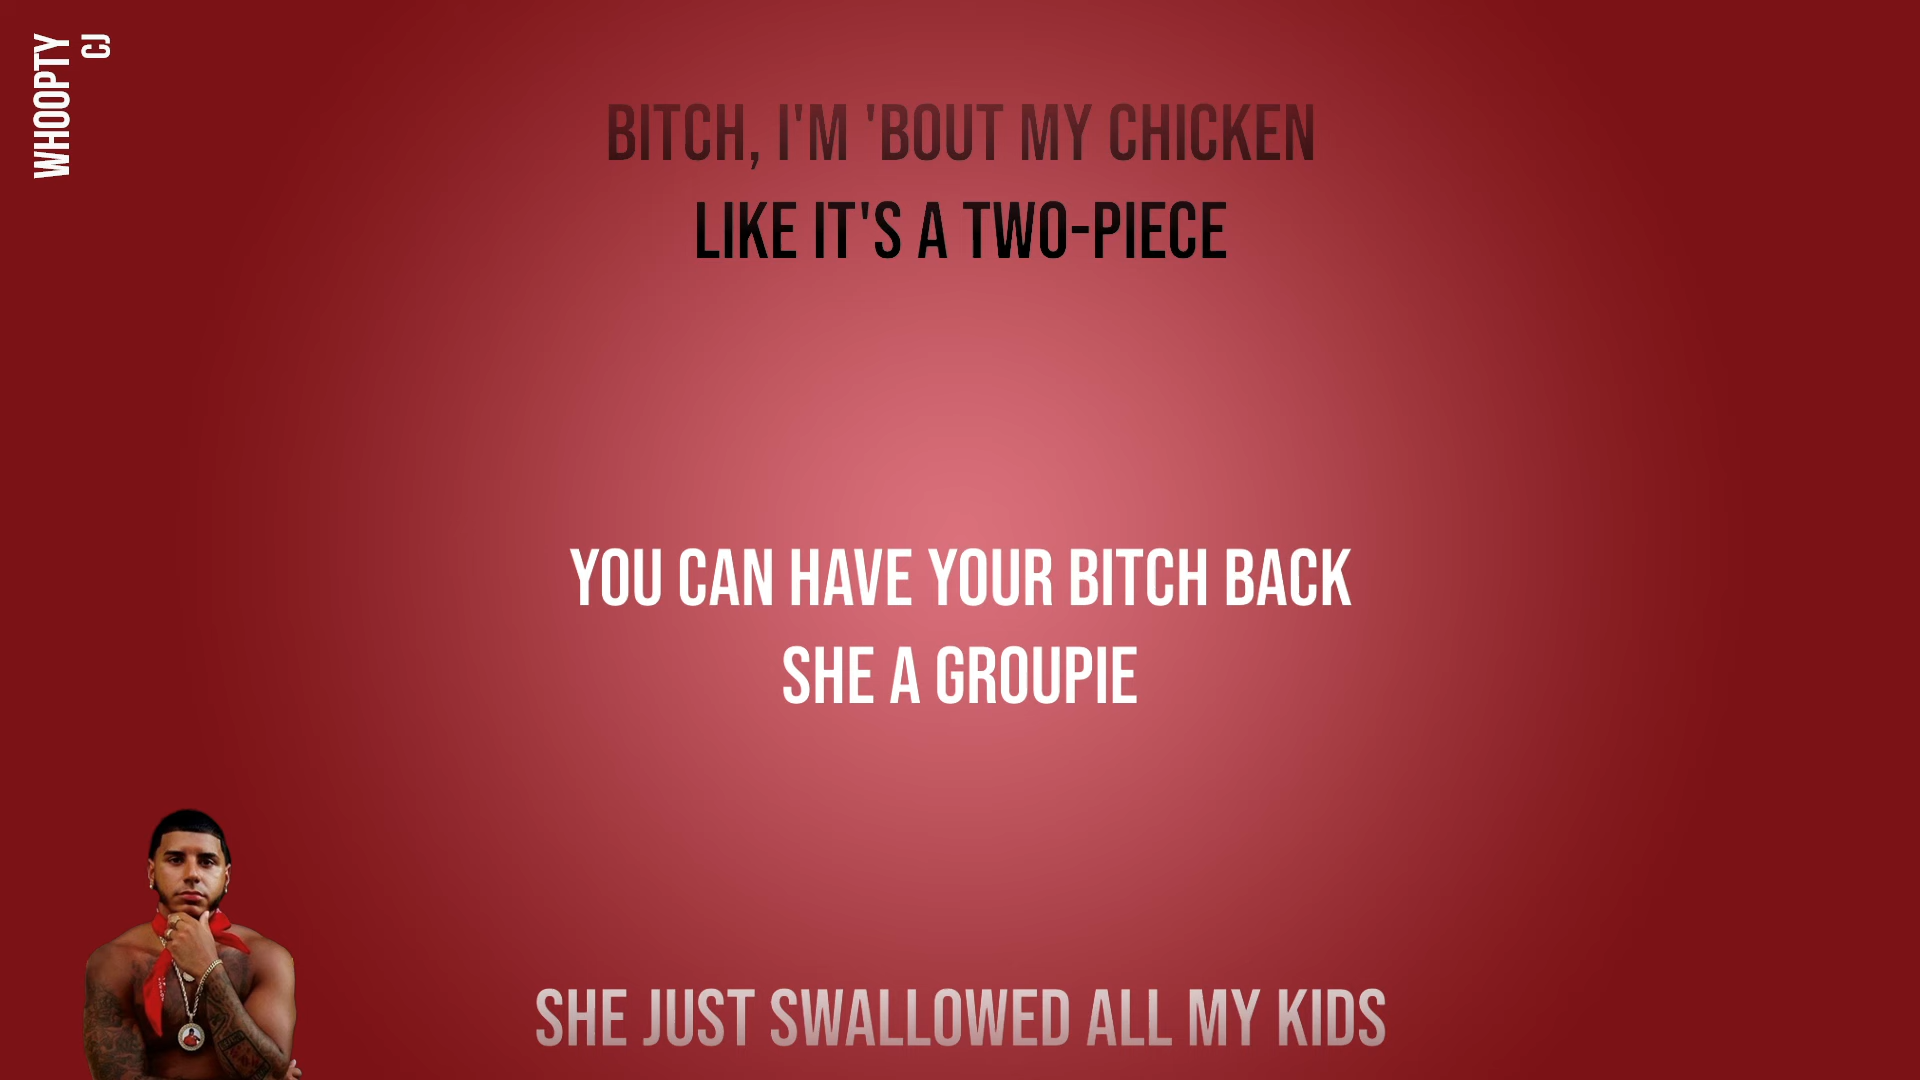 WHOOPTY
CJ
BITCH, I'M 'BOUT MY CHICKEN
LIKE IT'S A TWO-PIECE
YOU CAN HAVE YOUR BITCH BACK
SHE A GROUPIE
SHE JUST SWALLOWED ALL MY KIDS